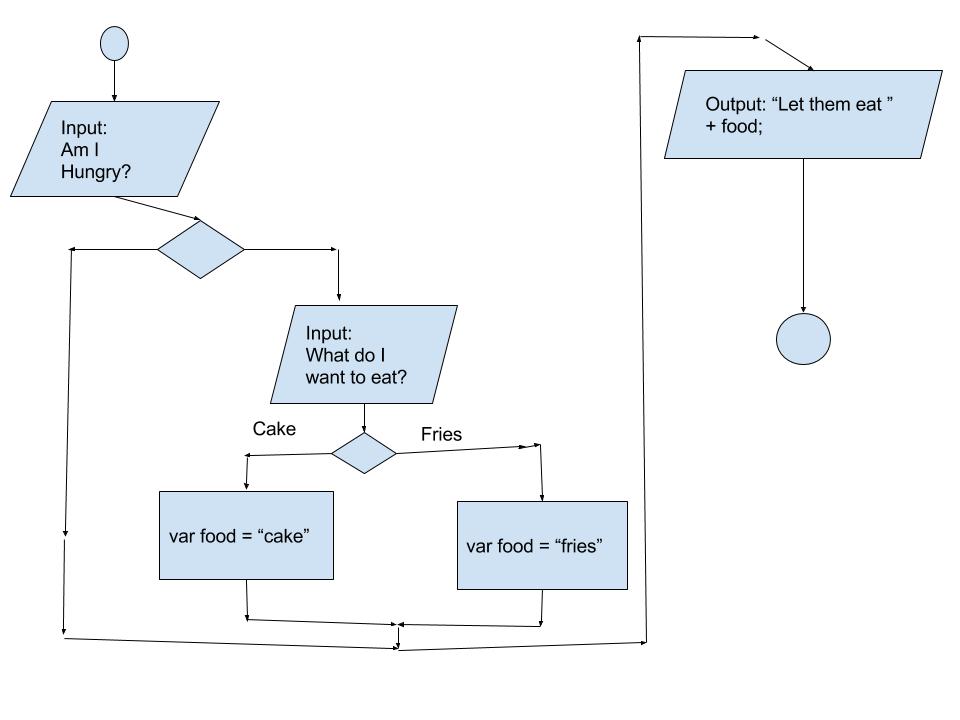 Input:
Am I
Hungry?
Input:
What do I
want to eat?
Cake
Fries
var food = “cake”
var food = “fries”
Output: “Let them eat ”
+ food;